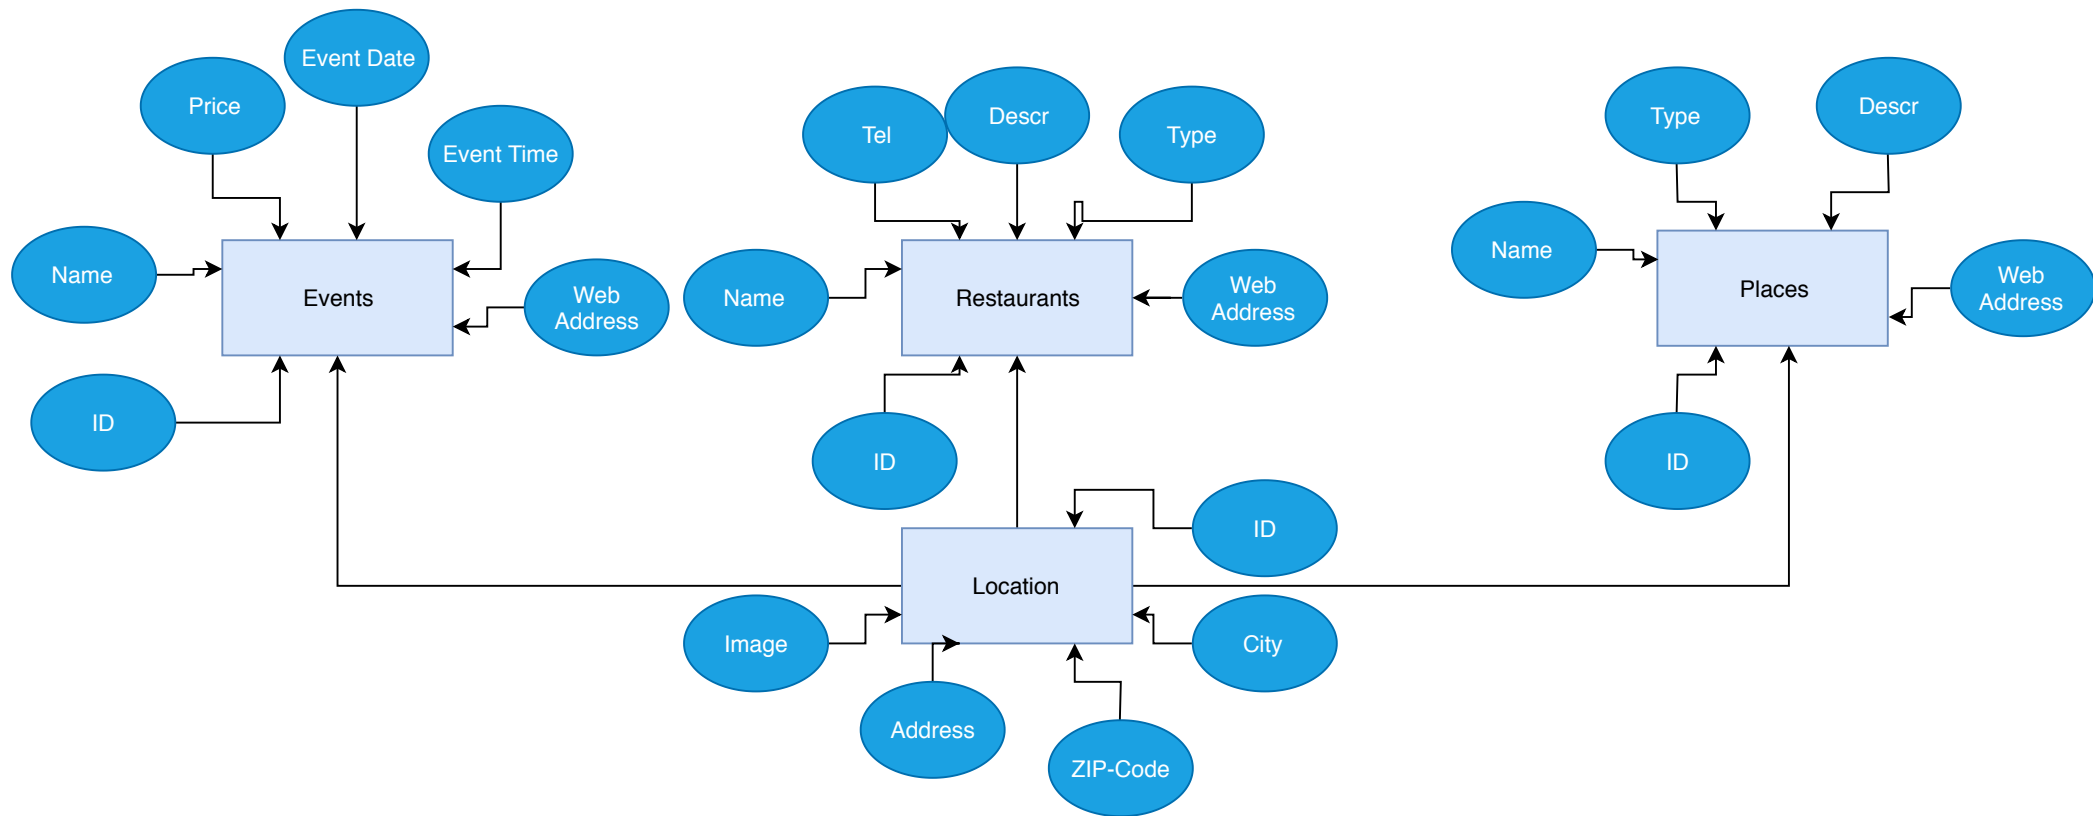 Event Date
Price
Event Time
Name
Events
Web
Address
ID
Tel
Descr
Type
Name
Restaurants
Web
Address
ID
Type
Descr
Name
Places
Web
Address
ID
ID
Location
Image
City
Address
ZIP-Code